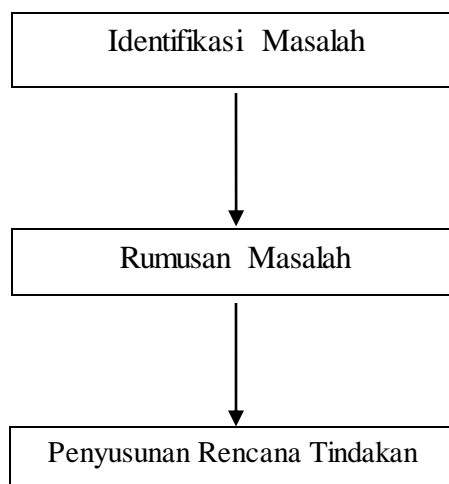 Identifikasi Masalah
Rumusan Masalah
Penyusunan Rencana Tindakan